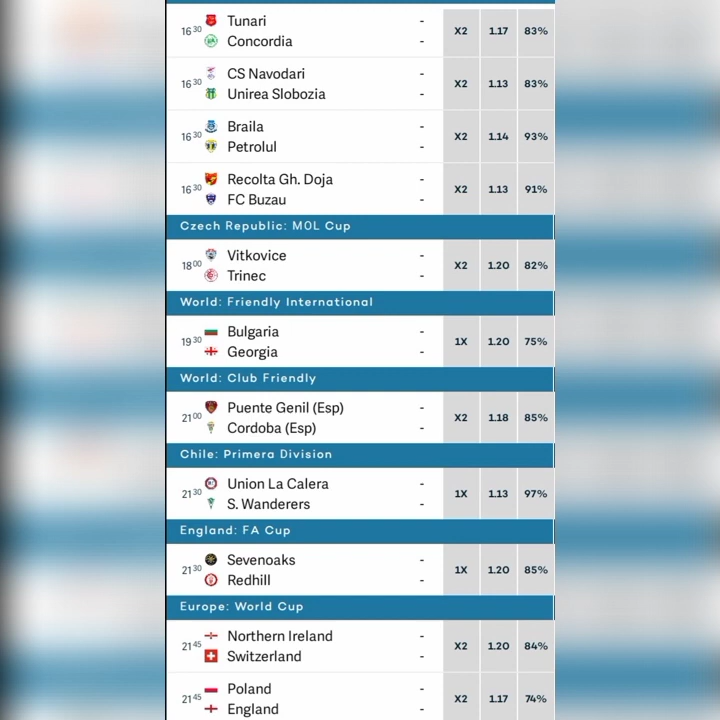 16 30 Tunari - X2 1.17 83%
Concordia -
16 30 CS Navodari - X2 1.13 83%
Unirea Slobozia -
16 30 Braila - X2 1.14 93%
Petrolul -
16 30 Recolta Gh. Doja - X2 1.13 91%
FC Buzau -
Czech Republic: MOL Cup
18 00 Vitkovice - X2 1.20 82%
Trinec -
World: Friendly International
19 30 Bulgaria - 1X 1.20 75%
Georgia -
World: Club Friendly
21 00 Puente Genil (Esp) - X2 1.18 85%
Cordoba (Esp) -
Chile: Primera Division
21 30 Union La Calera - 1X 1.13 97%
S. Wanderers -
England: FA Cup
21 30 Sevenoaks - 1X 1.20 85%
Redhill -
Europe: World Cup
21 45 Northern Ireland - X2 1.20 84%
Switzerland -
21 45 Poland - X2 1.17 74%
England -